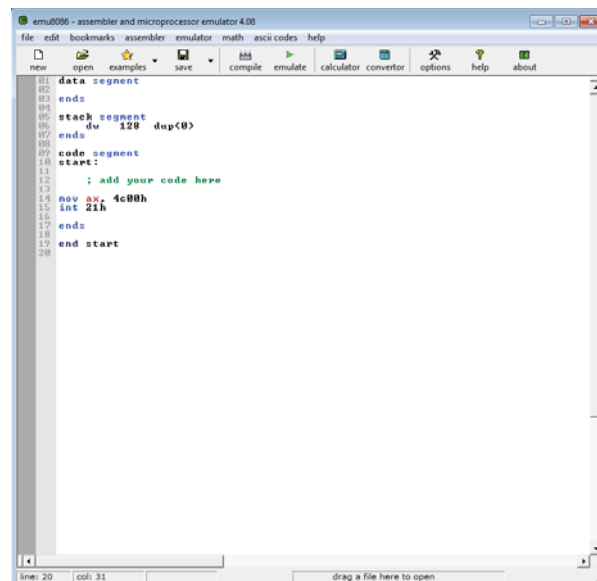 emu8086 - assembler and microprocessor emulator 4.08
file edit bookmarks assembler emulator math ascii codes help
new open examples save compile emulate calculator convertor options help about
01 data segment
02
03 ends
04
05 stack segment
06 dw 128 dup(0)
07 ends
08
09 code segment
10 start:
11
12 ; add your code here
13
14 mov ax, 4c00h
15 int 21h
16
17 ends
18
19 end start
20
line: 20 col: 31 drag a file here to open